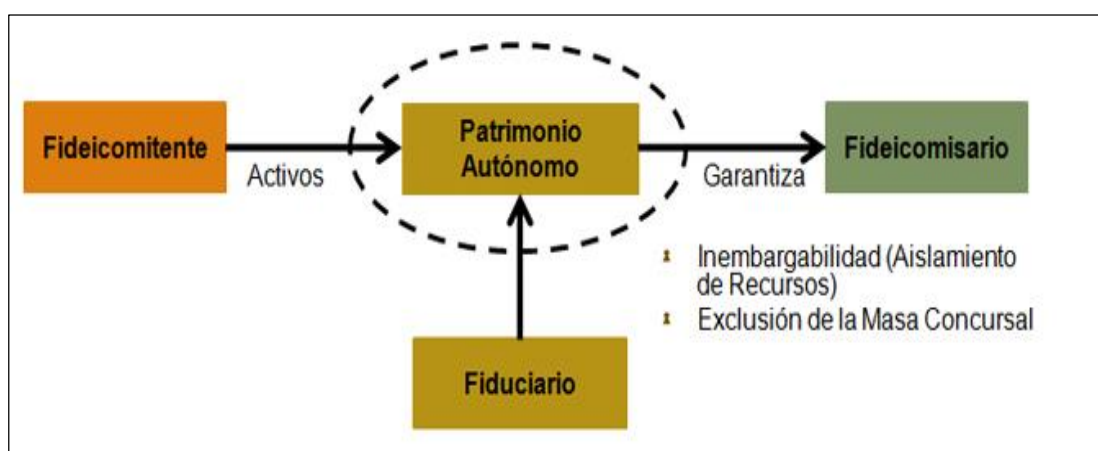 Fideicomitente
Activos
Patrimonio
Autónomo
Garantiza
Fideicomisario
Inembargabilidad (Aislamiento
de Recursos)
Exclusión de la Masa Concursal
Fiduciario